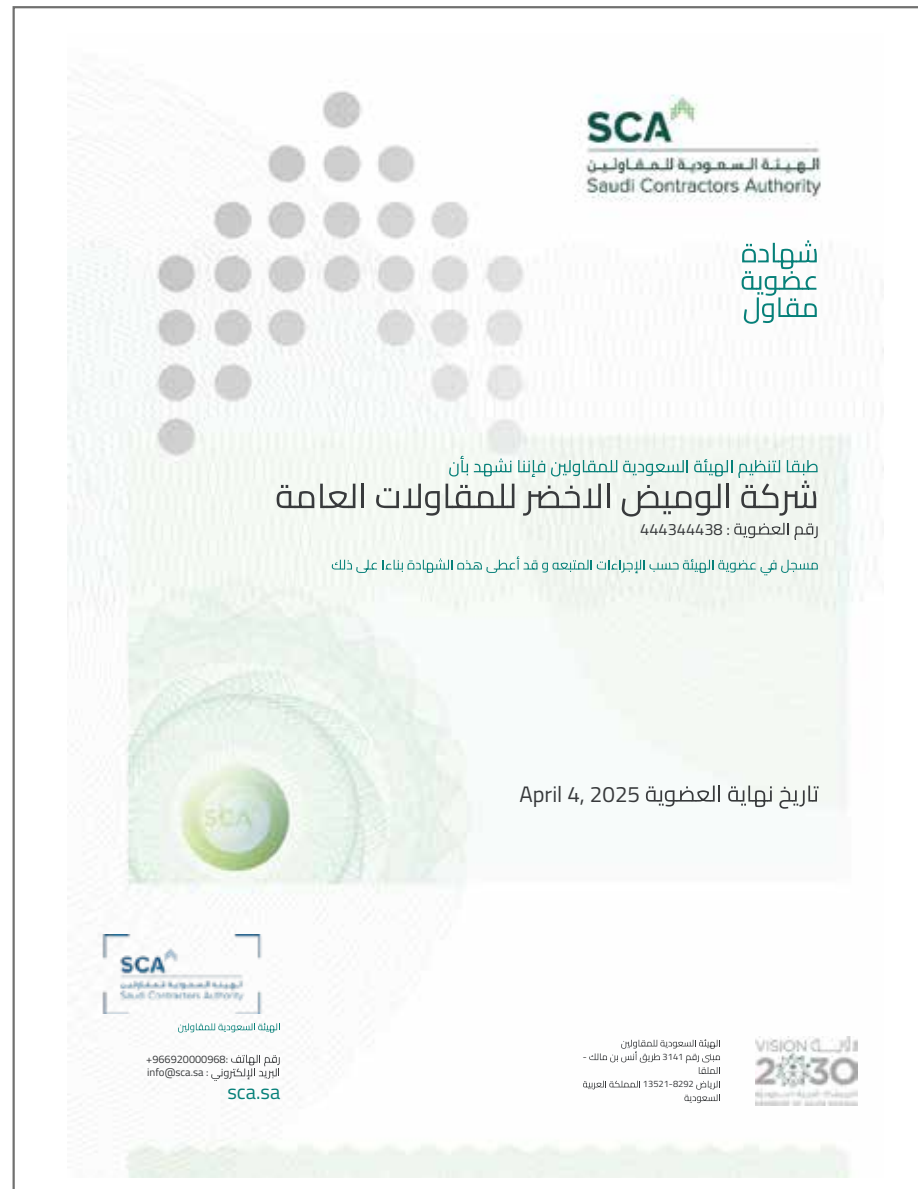 SCA
الهيئة السعودية للمقاولين
Saudi Contractors Authority
شهادة
عضوية
مقاول
طبقا لتنظيم الهيئة السعودية للمقاولين فإننا نشهد بأن
شركة الوميض الاخضر للمقاولات العامة
رقم العضوية : 444344438
مسجل في عضوية الهيئة حسب الإجراءات المتبعه و قد أعطى هذه الشهادة بناءا على ذلك
تاريخ نهاية العضوية April 4, 2025
SCA
SCA
الهيئة السعودية للمقاولين
Saudi Contractors Authority
الهيئة السعودية للمقاولين
رقم الهاتف :966920000968+
البريد الإلكتروني : info@sca.sa
sca.sa
الهيئة السعودية للمقاولين
مبنى رقم 3141 طريق أنس بن مالك -
الملقا
الرياض 8292-13521 المملكة العربية
السعودية
VISION رؤية
2030